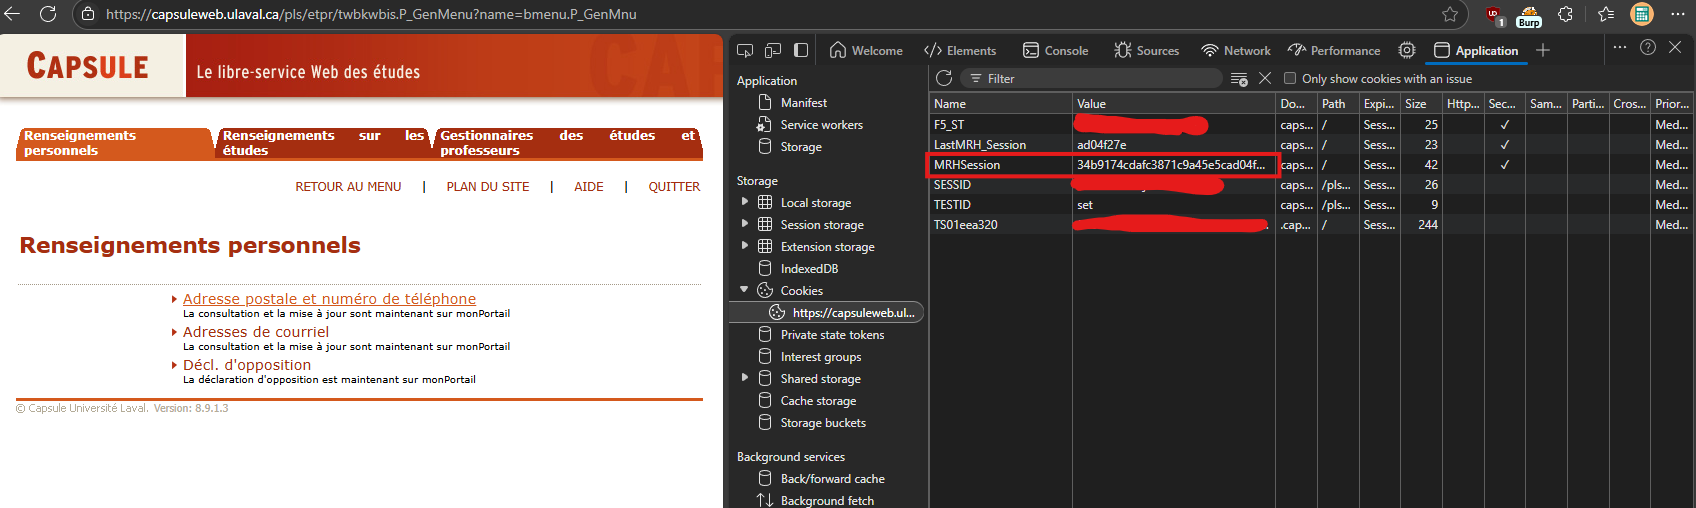 https://capsuleweb.ulaval.ca/pls/etpr/twbkwbis.P_GenMenu?name=bmenu.P_GenMnu
1
Burp
CAPSULE
Le libre-service Web des études
Renseignements personnels
Renseignements sur les études
Gestionnaires des études et professeurs
RETOUR AU MENU | PLAN DU SITE | AIDE | QUITTER
Renseignements personnels
Adresse postale et numéro de téléphone
La consultation et la mise à jour sont maintenant sur monPortail
Adresses de courriel
La consultation et la mise à jour sont maintenant sur monPortail
Décl. d'opposition
La déclaration d'opposition est maintenant sur monPortail
© Capsule Université Laval. Version: 8.9.1.3
Welcome Elements Console Sources Network Performance Application
Application
Manifest
Service workers
Storage
Storage
Local storage
Session storage
Extension storage
IndexedDB
Cookies
https://capsuleweb.ul...
Private state tokens
Interest groups
Shared storage
Cache storage
Storage buckets
Background services
Back/forward cache
Background fetch
Filter Only show cookies with an issue
Name Value Do... Path Expi... Size Http... Sec... Sam... Parti... Cros... Prior...
F5_ST caps... / Sess... 25 ✓ Med...
LastMRH_Session ad04f27e caps... / Sess... 23 ✓ Med...
MRHSession 34b9174cdafc3871c9a45e5cad04f... caps... / Sess... 42 ✓ Med...
SESSID caps... /pls... Sess... 26 Med...
TESTID set caps... /pls... Sess... 9 Med...
TS01eea320 .cap... / Sess... 244 Med...